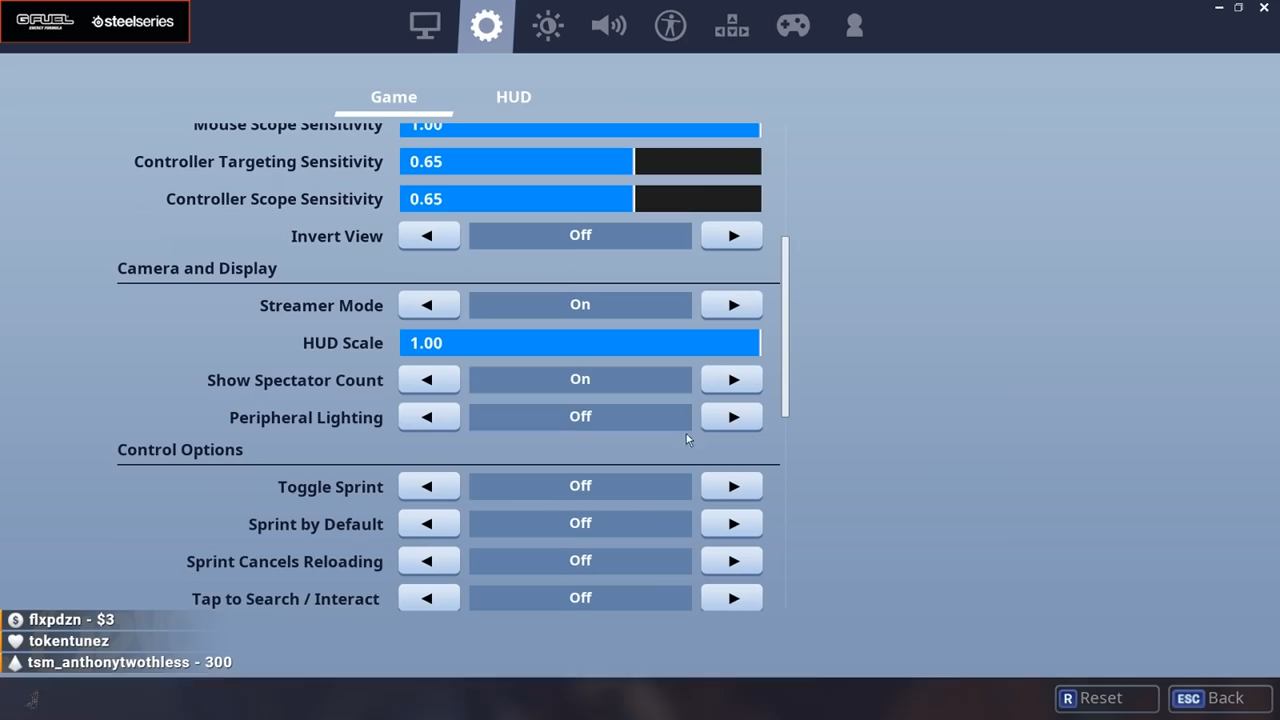 G FUEL
ENERGY FORMULA
steelseries
Game
HUD
Mouse Scope Sensitivity
1.00
Controller Targeting Sensitivity
0.65
Controller Scope Sensitivity
0.65
Invert View
Off
Camera and Display
Streamer Mode
On
HUD Scale
1.00
Show Spectator Count
On
Peripheral Lighting
Off
Control Options
Toggle Sprint
Off
Sprint by Default
Off
Sprint Cancels Reloading
Off
Tap to Search / Interact
Off
flxpdzn - $3
tokentunez
tsm_anthonytwothless - 300
R Reset
ESC Back